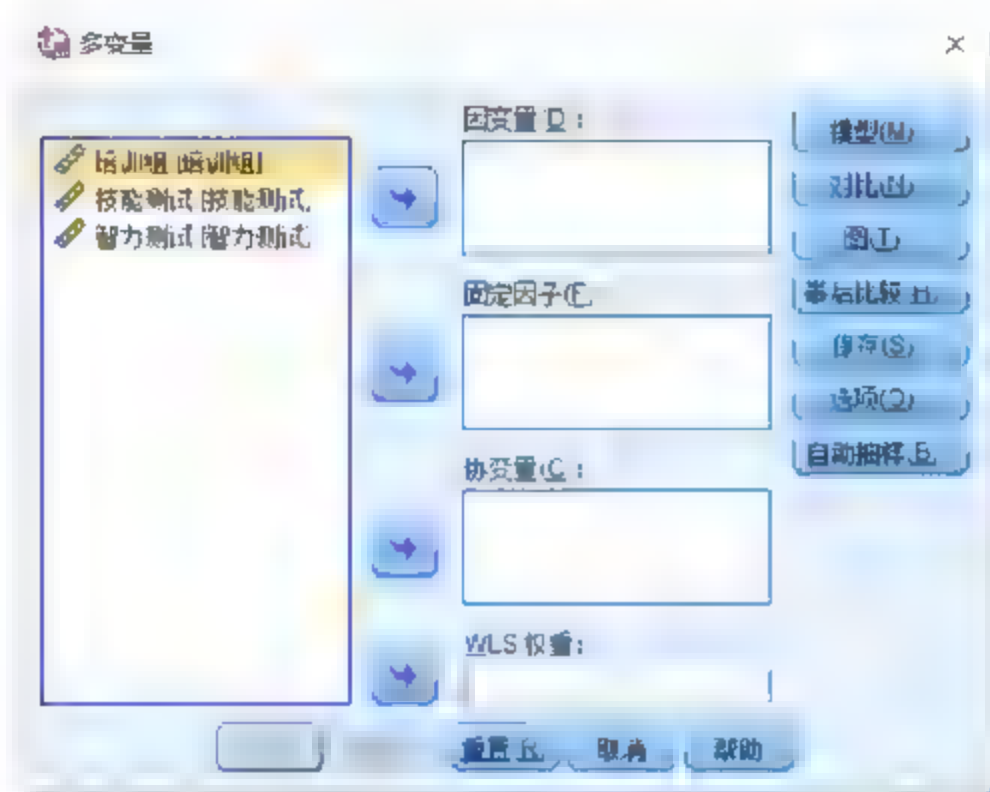 多变量
培训组 [培训组]
技能测试 [技能测试]
智力测试 [智力测试]
因变量(D):
固定因子(F)
协变量(C):
WLS 权重:
模型(M)
对比(N)
图(T)
事后比较(H)
保存(S)
选项(O)
自动抽样(B)
重置(R)
取消
帮助